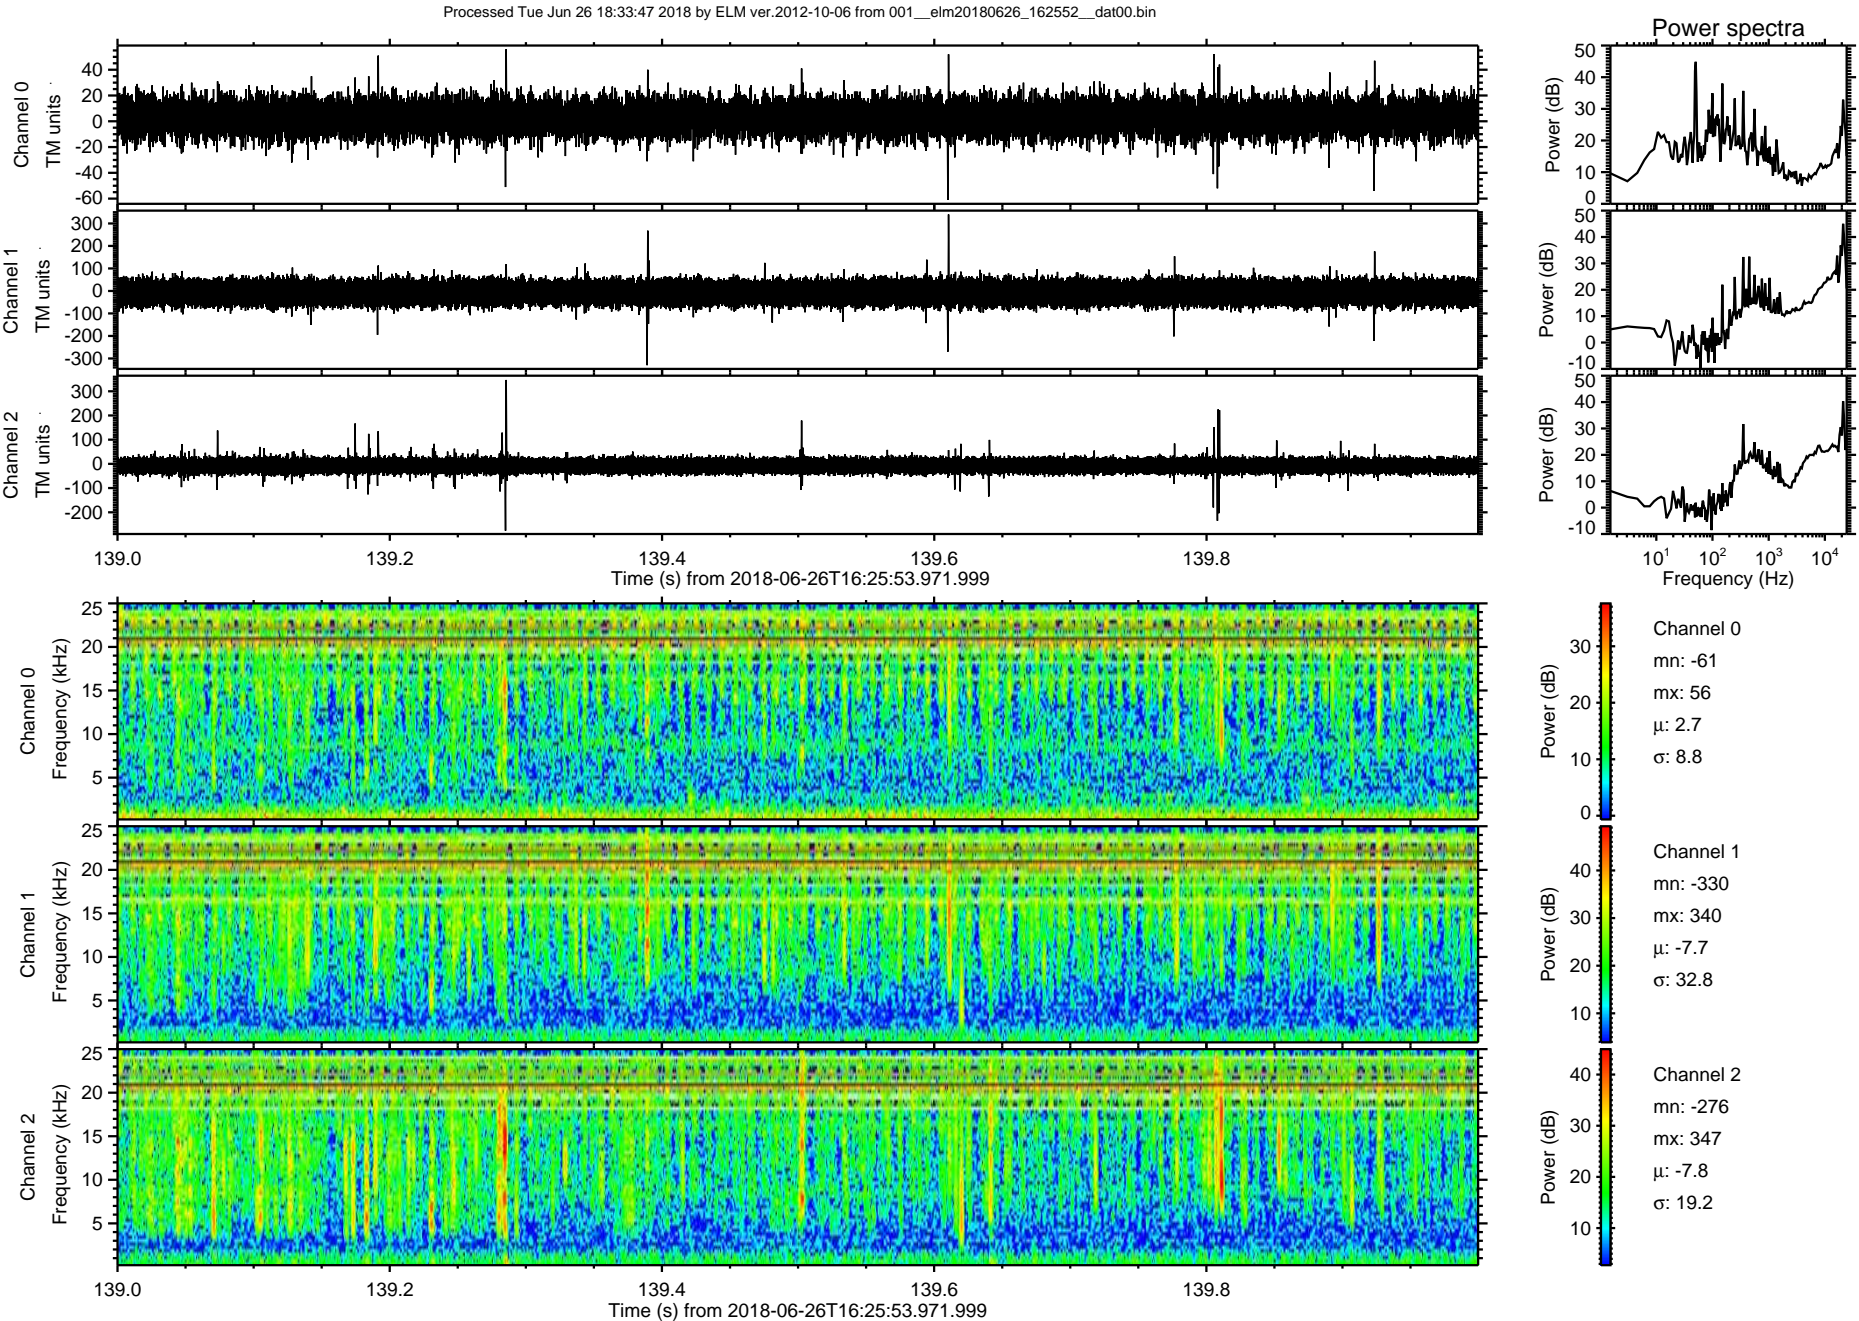 Processed Tue Jun 26 18:33:47 2018 by ELM ver.2012-10-06 from 001__elm20180626_162552__dat00.bin
Power spectra
Channel 0
TM units
40
20
0
-20
-40
-60
Power (dB)
50
40
30
20
10
0
Channel 1
TM units
300
200
100
0
-100
-200
-300
Power (dB)
50
40
30
20
10
0
-10
Channel 2
TM units
300
200
100
0
-100
-200
Power (dB)
50
40
30
20
10
0
-10
139.0 139.2 139.4 139.6 139.8
Time (s) from 2018-06-26T16:25:53.971.999
10¹ 10² 10³ 10⁴
Frequency (Hz)
Channel 0
Frequency (kHz)
25
20
15
10
5
Power (dB)
30
20
10
0
Channel 0
mn: -61
mx: 56
μ: 2.7
σ: 8.8
Channel 1
Frequency (kHz)
25
20
15
10
5
Power (dB)
40
30
20
10
Channel 1
mn: -330
mx: 340
μ: -7.7
σ: 32.8
Channel 2
Frequency (kHz)
25
20
15
10
5
Power (dB)
40
30
20
10
Channel 2
mn: -276
mx: 347
μ: -7.8
σ: 19.2
139.0 139.2 139.4 139.6 139.8
Time (s) from 2018-06-26T16:25:53.971.999